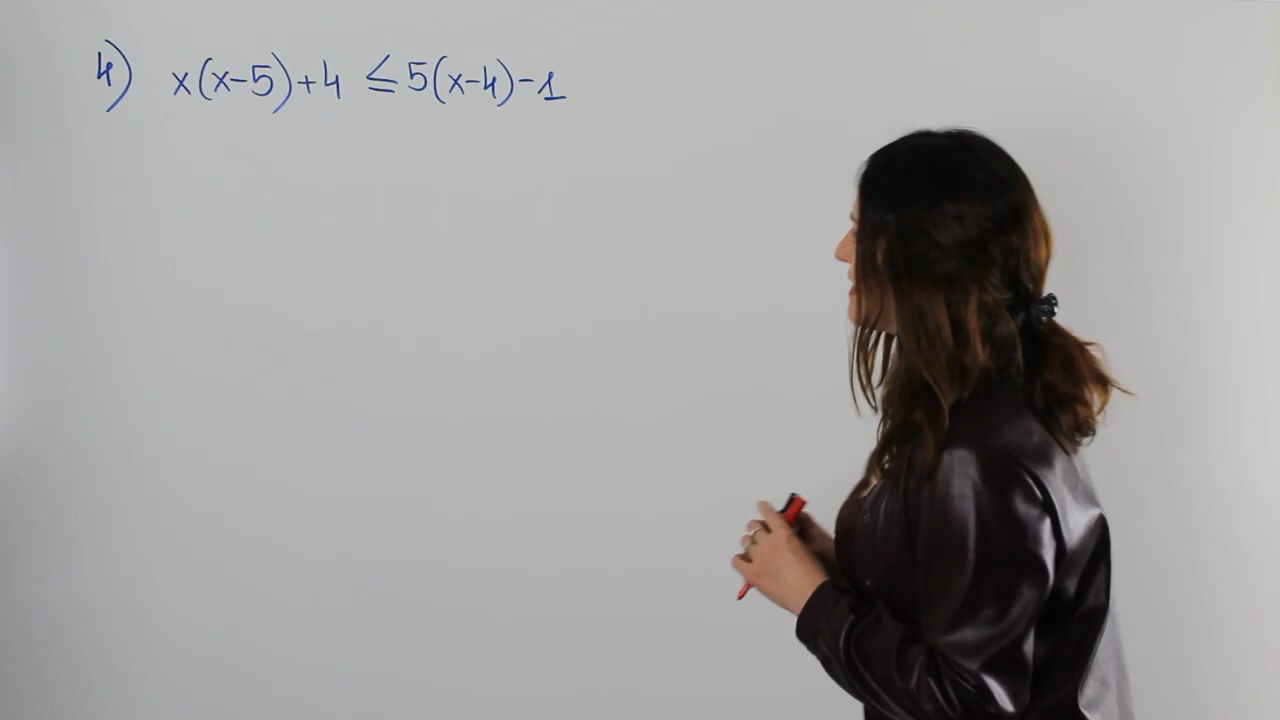 4) x(x-5)+4 ≤ 5(x-4)-1